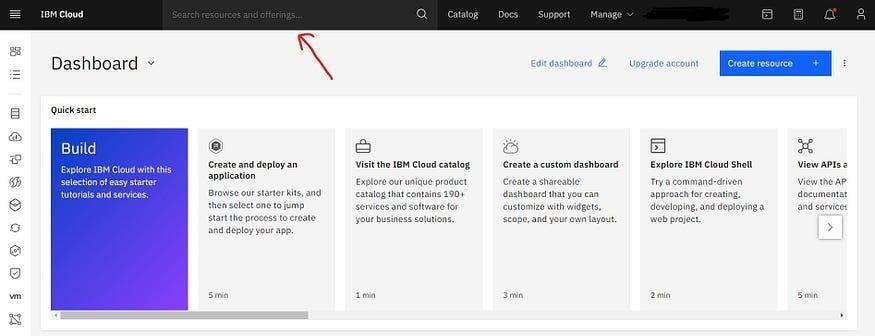 IBM Cloud
Search resources and offerings...
Catalog
Docs
Support
Manage
Dashboard
Edit dashboard
Upgrade account
Create resource +
Quick start
Build
Explore IBM Cloud with this
selection of easy starter
tutorials and services.
Create and deploy an
application
Browse our starter kits, and
then select one to jump
start the process to create
and deploy your app.
5 min
Visit the IBM Cloud catalog
Explore our unique product
catalog that contains 190+
services and software for
your business solutions.
1 min
Create a custom dashboard
Create a shareable
dashboard that you can
customize with widgets,
scope, and your own layout.
3 min
Explore IBM Cloud Shell
Try a command-driven
approach for creating,
developing, and deploying a
web project.
2 min
View APIs a
View the AP
documentat
and services
5 min
vm